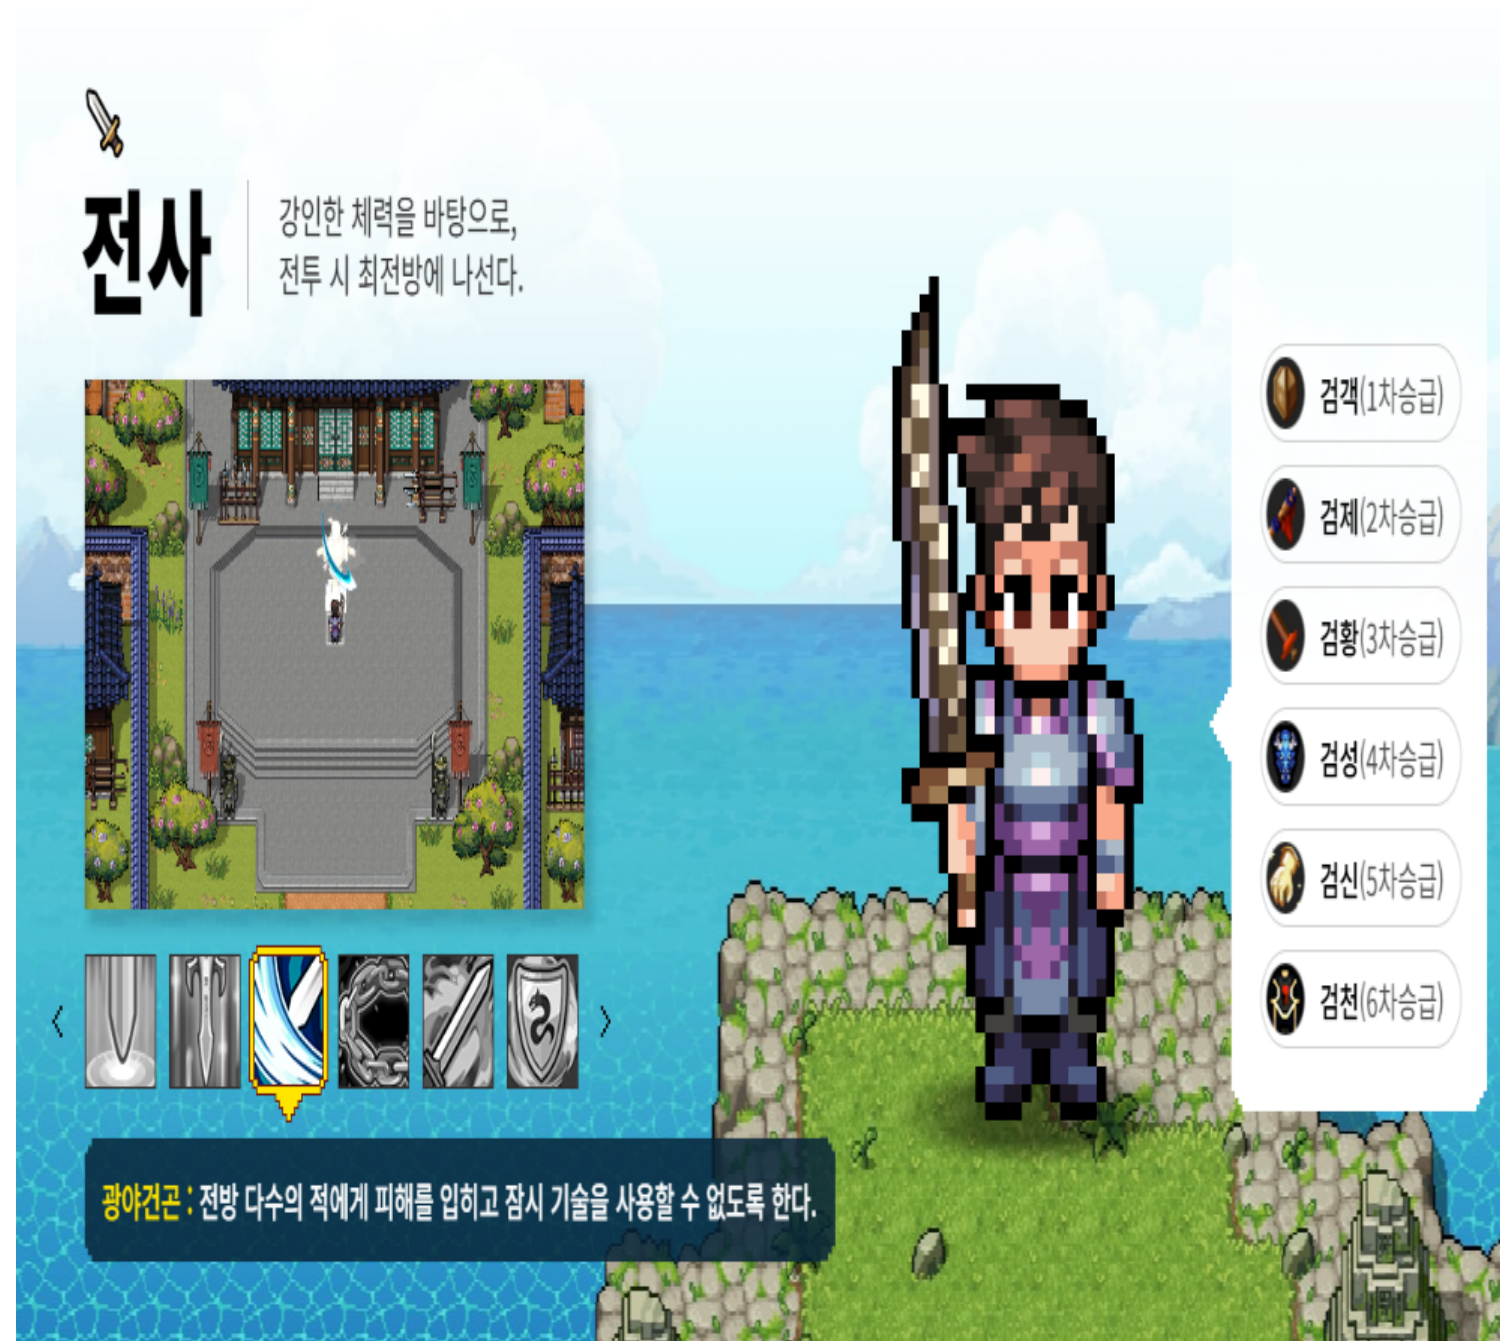 전사
강인한 체력을 바탕으로,
전투 시 최전방에 나선다.
검객(1차승급)
검제(2차승급)
검황(3차승급)
검성(4차승급)
검신(5차승급)
검천(6차승급)
광야건곤 : 전방 다수의 적에게 피해를 입히고 잠시 기술을 사용할 수 없도록 한다.